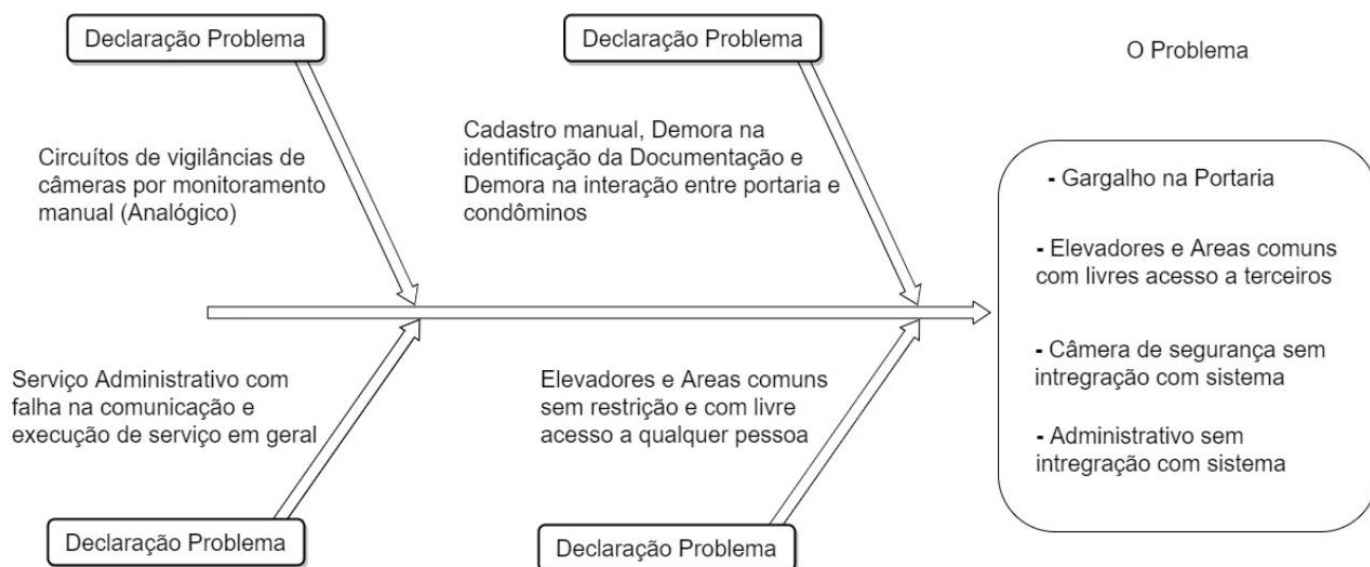 Declaração Problema
Declaração Problema
O Problema
Circuítos de vigilâncias de
câmeras por monitoramento
manual (Analógico)
Cadastro manual, Demora na
identificação da Documentação e
Demora na interação entre portaria e
condôminos
- Gargalho na Portaria
- Elevadores e Areas comuns
com livres acesso a terceiros
- Câmera de segurança sem
intregração com sistema
- Administrativo sem
intregração com sistema
Serviço Administrativo com
falha na comunicação e
execução de serviço em geral
Elevadores e Areas comuns
sem restrição e com livre
acesso a qualquer pessoa
Declaração Problema
Declaração Problema